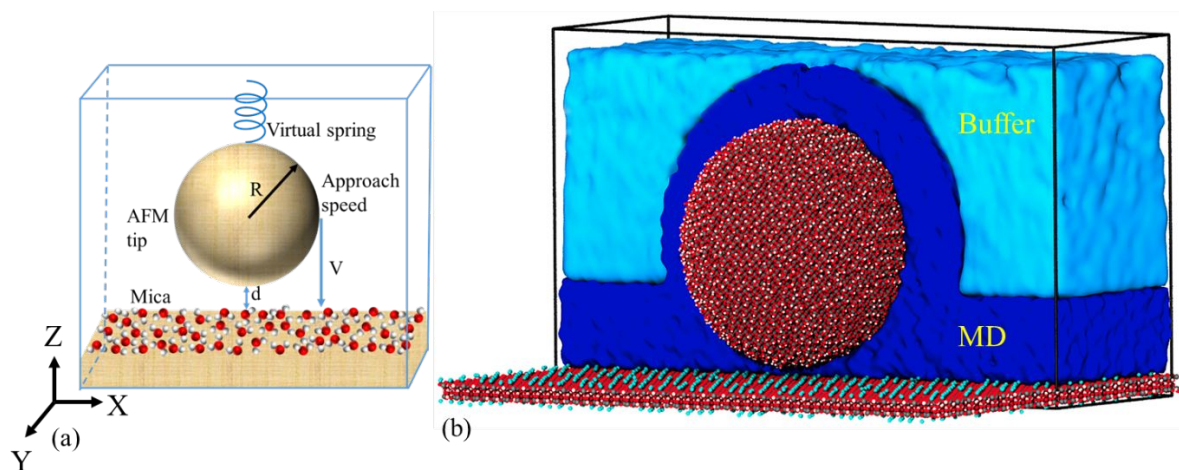 Virtual spring
R
Approach
speed
AFM
tip
V
d
Mica
Z
X
Y
(a)
Buffer
MD
(b)